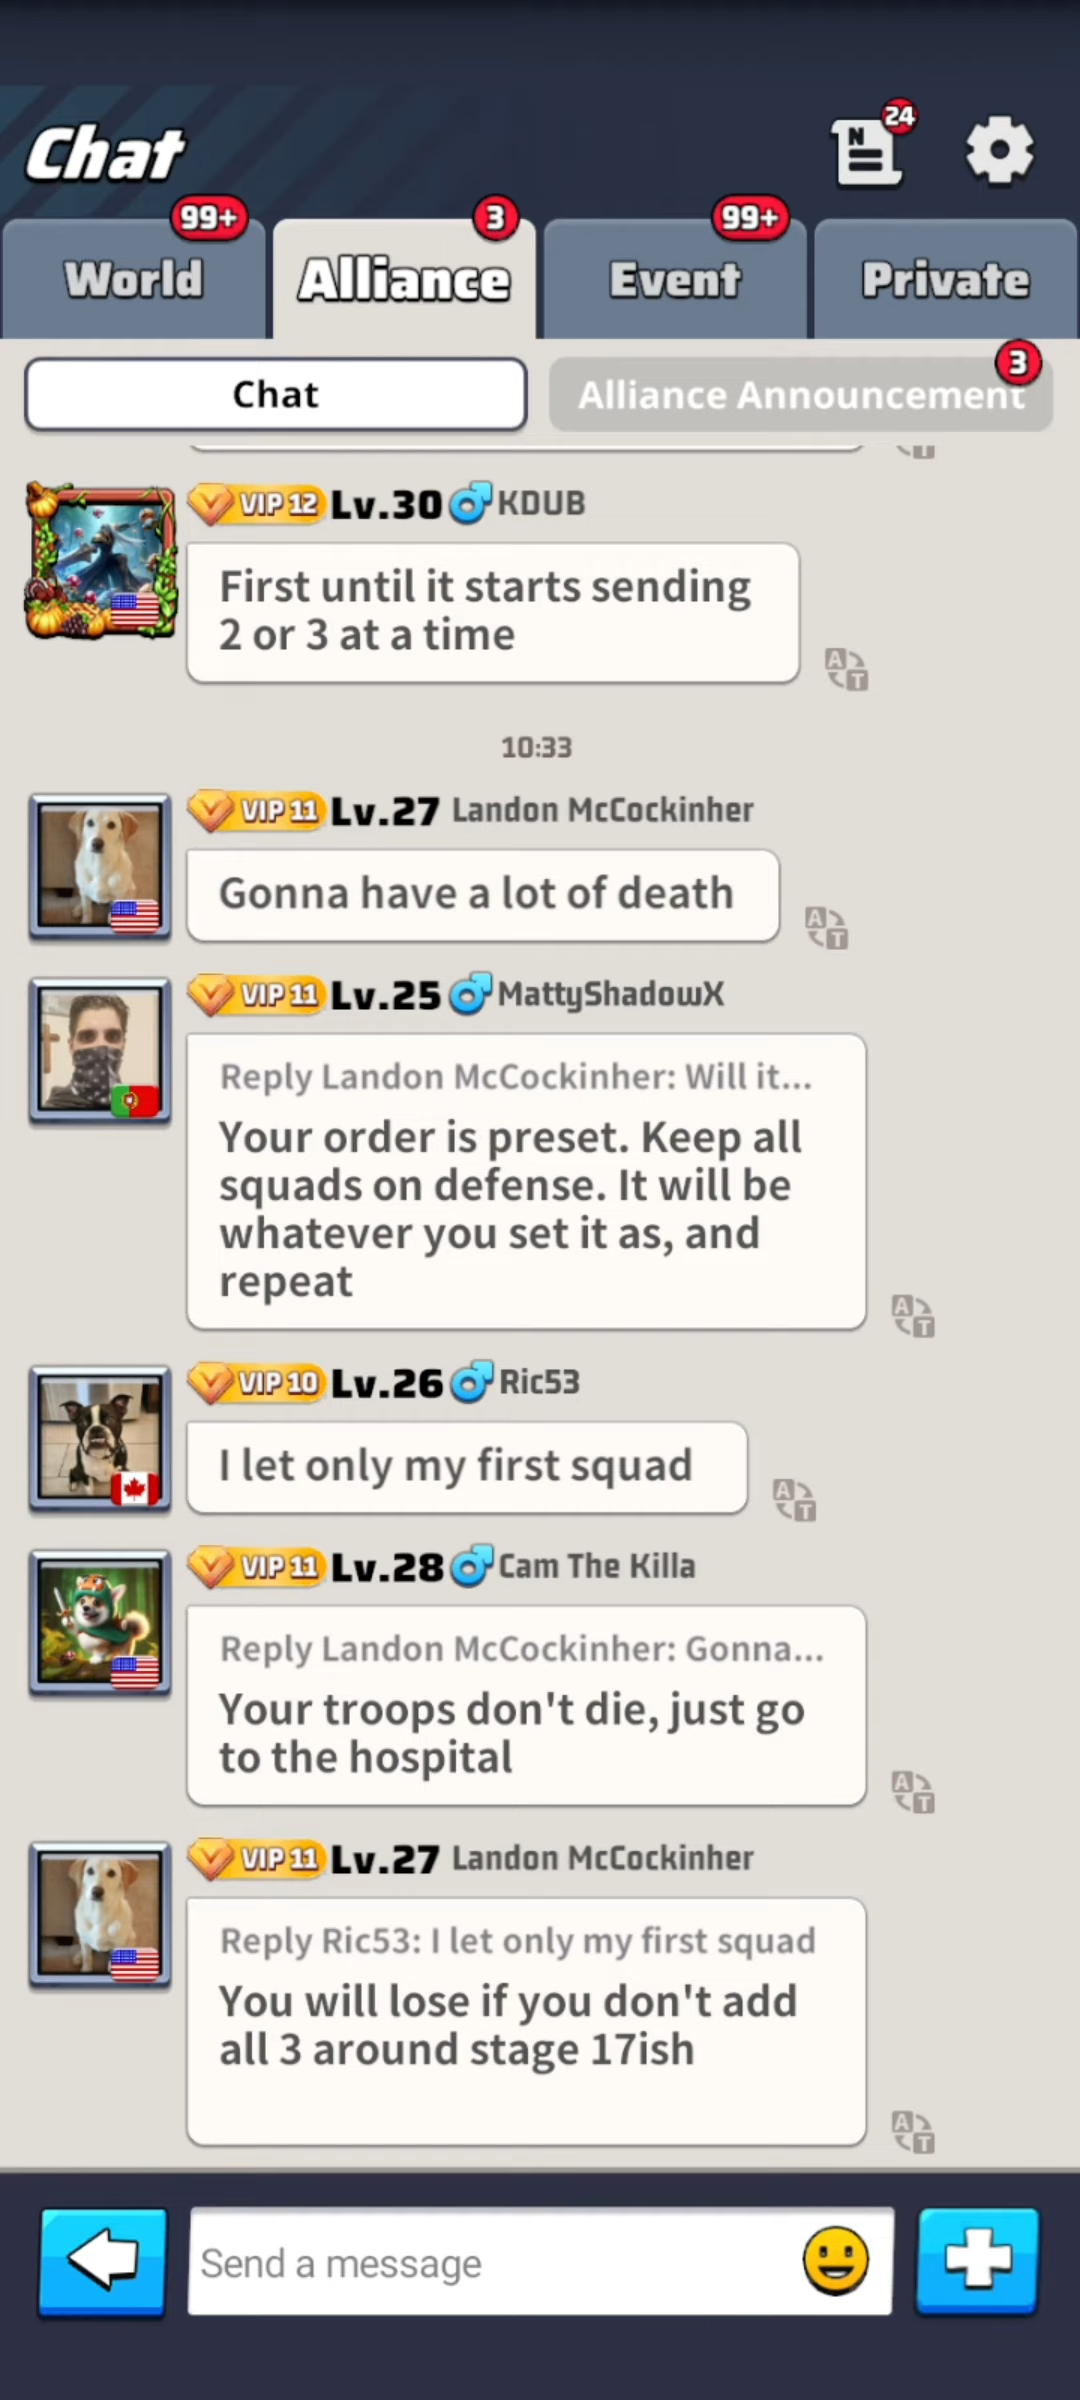 Chat
N
24
World
99+
Alliance
3
Event
99+
Private
Chat
Alliance Announcement
3
VIP 12 Lv.30 KDUB
First until it starts sending
2 or 3 at a time
A T
10:33
VIP 11 Lv.27 Landon McCockinher
Gonna have a lot of death
A T
VIP 11 Lv.25 MattyShadowX
Reply Landon McCockinher: Will it...
Your order is preset. Keep all
squads on defense. It will be
whatever you set it as, and
repeat
A T
VIP 10 Lv.26 Ric53
I let only my first squad
A T
VIP 11 Lv.28 Cam The Killa
Reply Landon McCockinher: Gonna...
Your troops don't die, just go
to the hospital
A T
VIP 11 Lv.27 Landon McCockinher
Reply Ric53: I let only my first squad
You will lose if you don't add
all 3 around stage 17ish
A T
Send a message